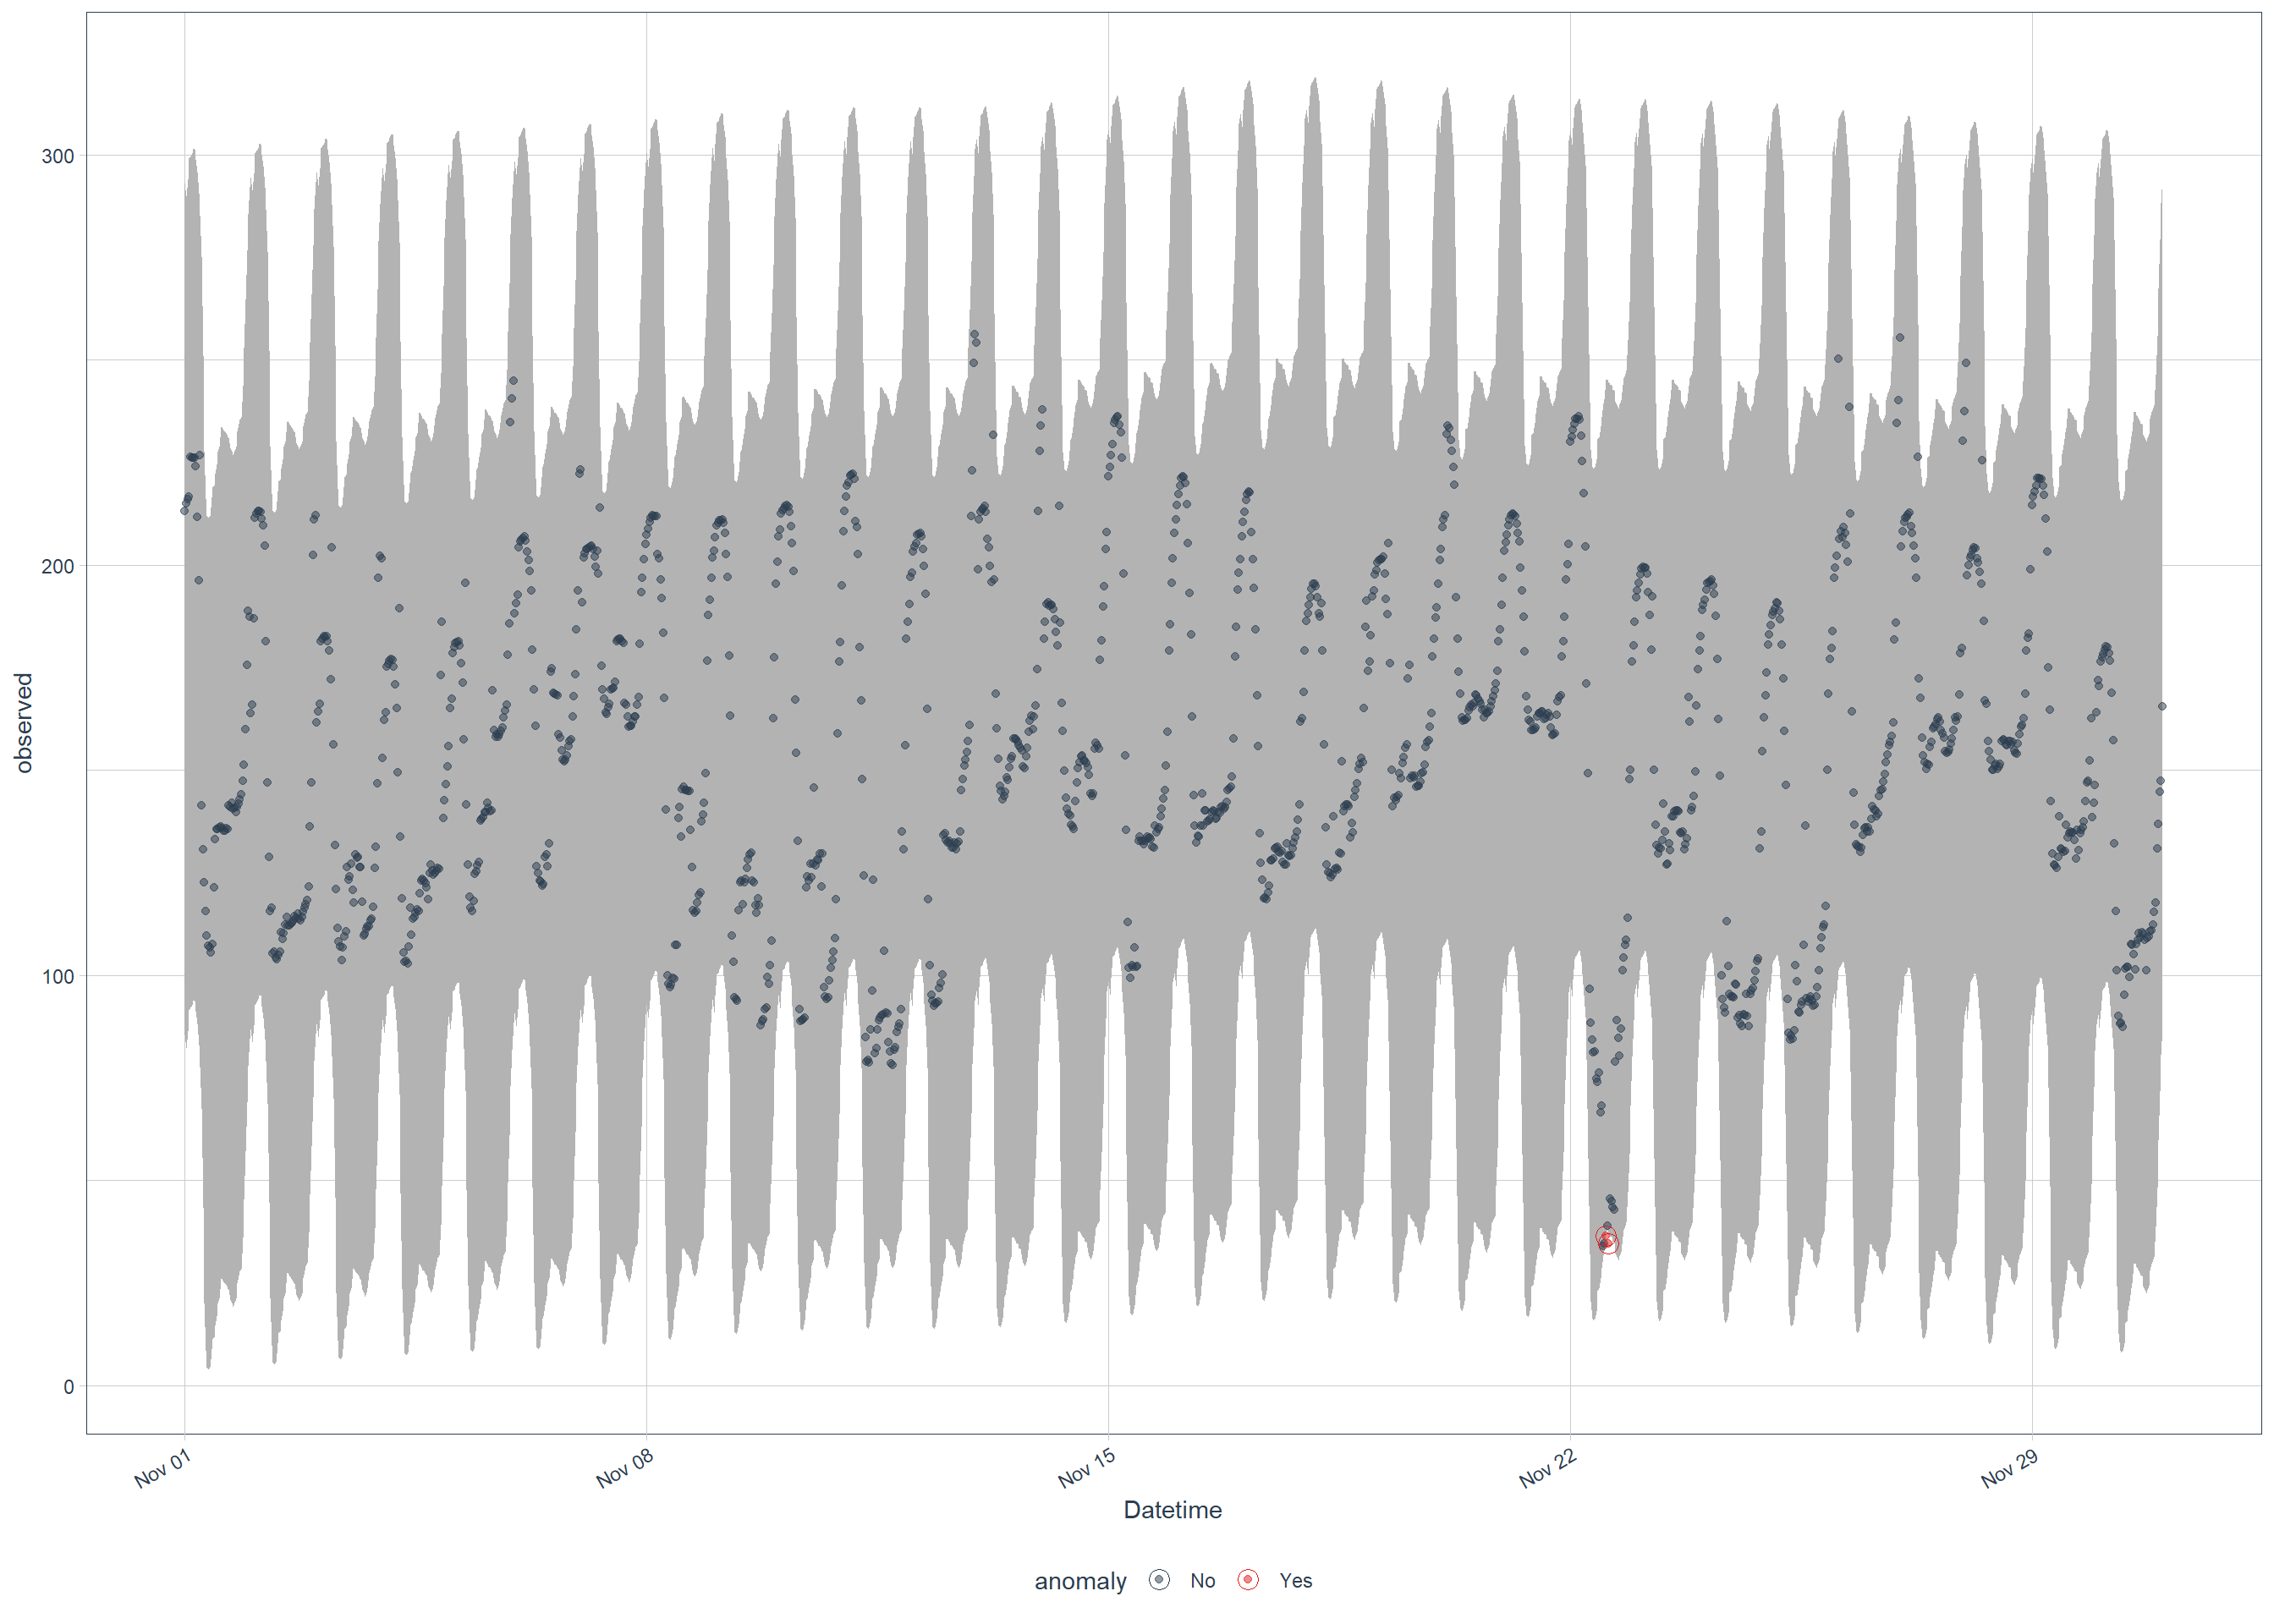 observed
300
200
100
0
Nov 01
Nov 08
Nov 15
Nov 22
Nov 29
Datetime
anomaly No Yes